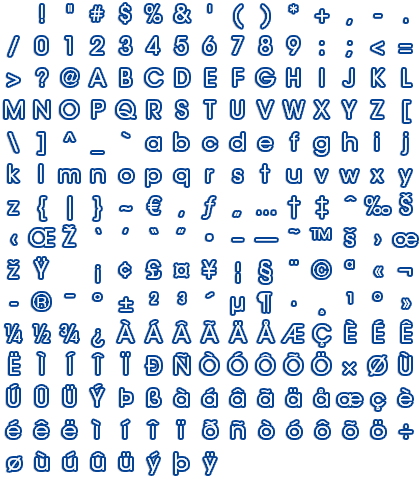 ! " # $ % & ' ( ) * + , - .
/ 0 1 2 3 4 5 6 7 8 9 : ; < =
> ? @ A B C D E F G H I J K L
M N O P Q R S T U V W X Y Z [
\ ] ^ _ ` a b c d e f g h i j
k l m n o p q r s t u v w x y
z { | } ~ € ‚ ƒ „ … † ‡ ˆ ‰ Š
‹ Œ Ž ‘ ’ “ ” • – — ˜ ™ š › œ
ž Ÿ ¡ ¢ £ ¤ ¥ ¦ § ¨ © ª « ¬
- ® ¯ ° ± ² ³ ´ µ ¶ · ¸ ¹ º »
¼ ½ ¾ ¿ À Á Â Ã Ä Å Æ Ç È É Ê
Ë Ì Í Î Ï Ð Ñ Ò Ó Ô Õ Ö × Ø Ù
Ú Û Ü Ý Þ ß à á â ã ä å æ ç è
é ê ë ì í î ï ð ñ ò ó ô õ ö ÷
ø ù ú û ü ý þ ÿ